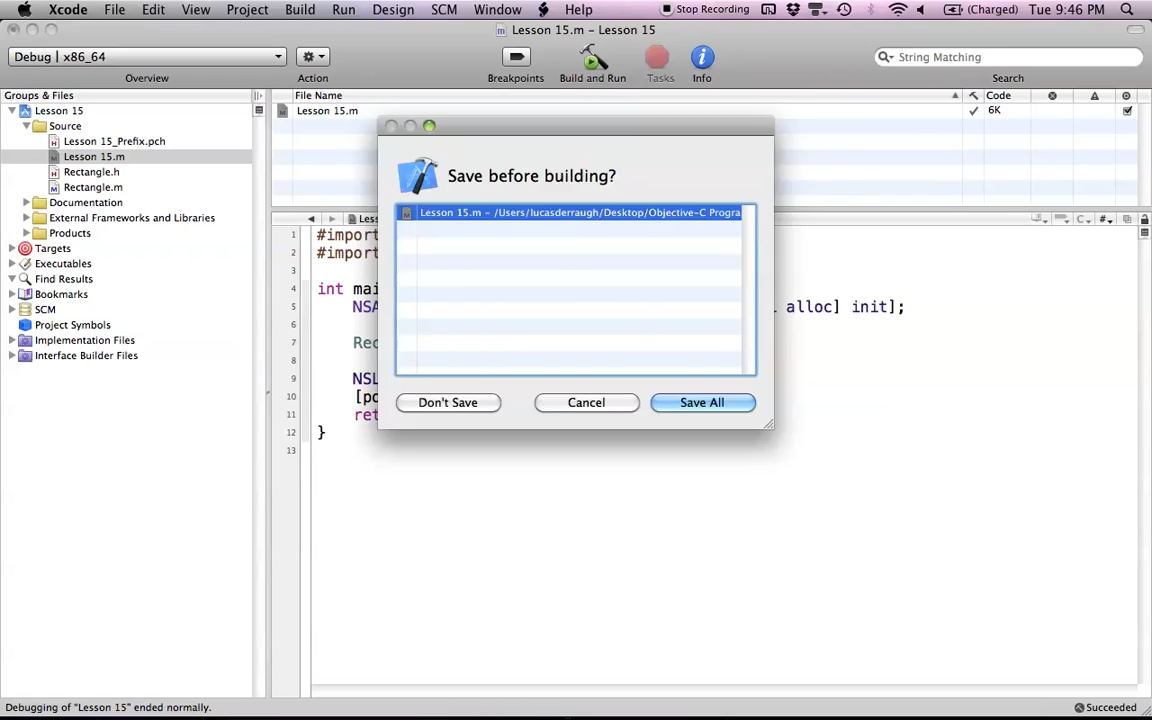 Xcode File Edit View Project Build Run Design SCM Window Help Stop Recording (Charged) Tue 9:46 PM
Lesson 15.m - Lesson 15
Debug | x86_64
String Matching
Overview Action Breakpoints Build and Run Tasks Info Search
Groups & Files
File Name Code
Lesson 15
Lesson 15.m 6K
Source
Lesson 15_Prefix.pch
Lesson 15.m
Rectangle.h
Rectangle.m
Documentation
External Frameworks and Libraries
Products
Targets
Executables
Find Results
Bookmarks
SCM
Project Symbols
Implementation Files
Interface Builder Files
Save before building?
Lesson 15.m - /Users/lucasderraugh/Desktop/Objective-C Progra
Don't Save Cancel Save All
Less C #
1 #import
2 #import
3
4 int mai
5 NSA alloc] init];
6
7 Rec
8
9 NSL
10 [po
11 ret
12 }
13
Debugging of "Lesson 15" ended normally.
Succeeded